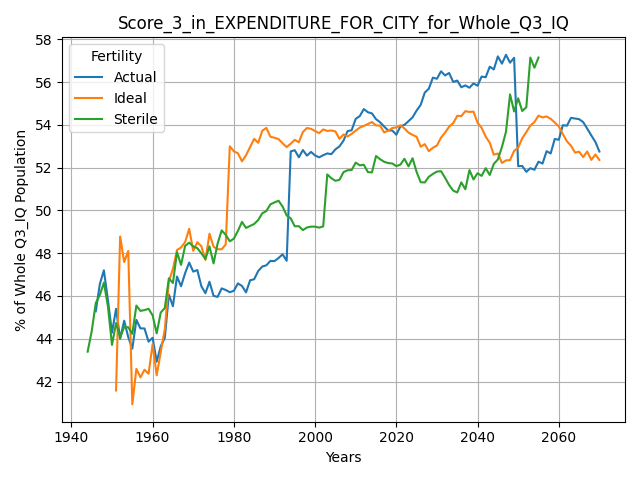 Score_3_in_EXPENDITURE_FOR_CITY_for_Whole_Q3_IQ
58
56
54
52
50
48
46
44
42
% of Whole Q3_IQ Population
Fertility
Actual
Ideal
Sterile
1940 1960 1980 2000 2020 2040 2060
Years